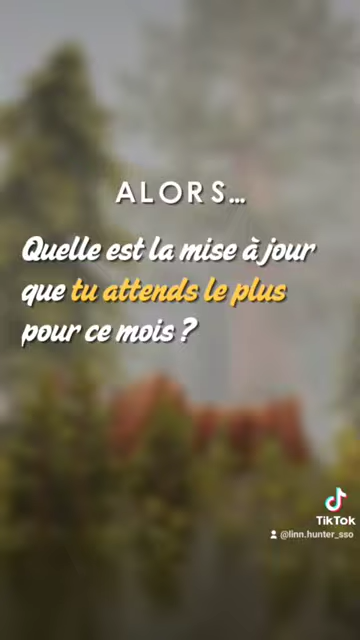 ALORS...
Quelle est la mise à jour
que tu attends le plus
pour ce mois ?
TikTok
@linn.hunter_sso